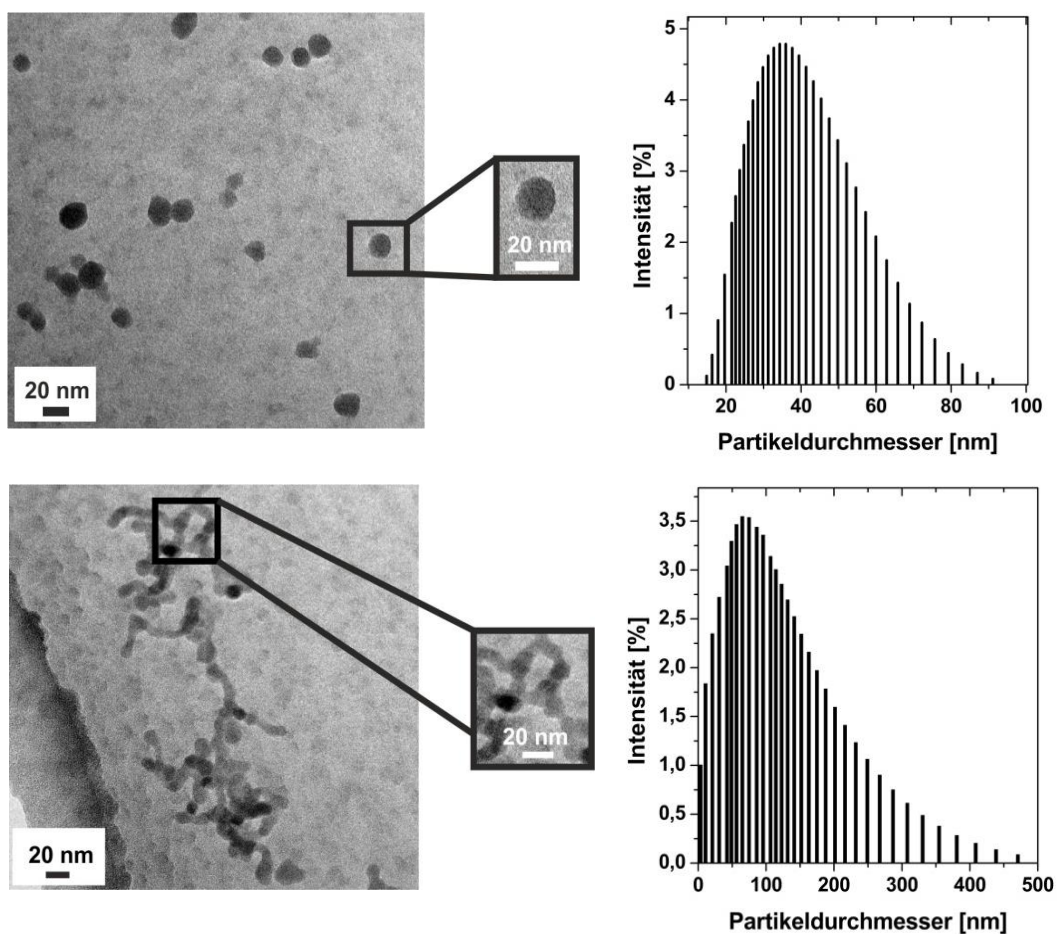 20 nm
20 nm
5
4
3
2
1
0
Intensität [%]
20 40 60 80 100
Partikeldurchmesser [nm]
20 nm
20 nm
3,5
3,0
2,5
2,0
1,5
1,0
0,5
0,0
Intensität [%]
0 100 200 300 400 500
Partikeldurchmesser [nm]